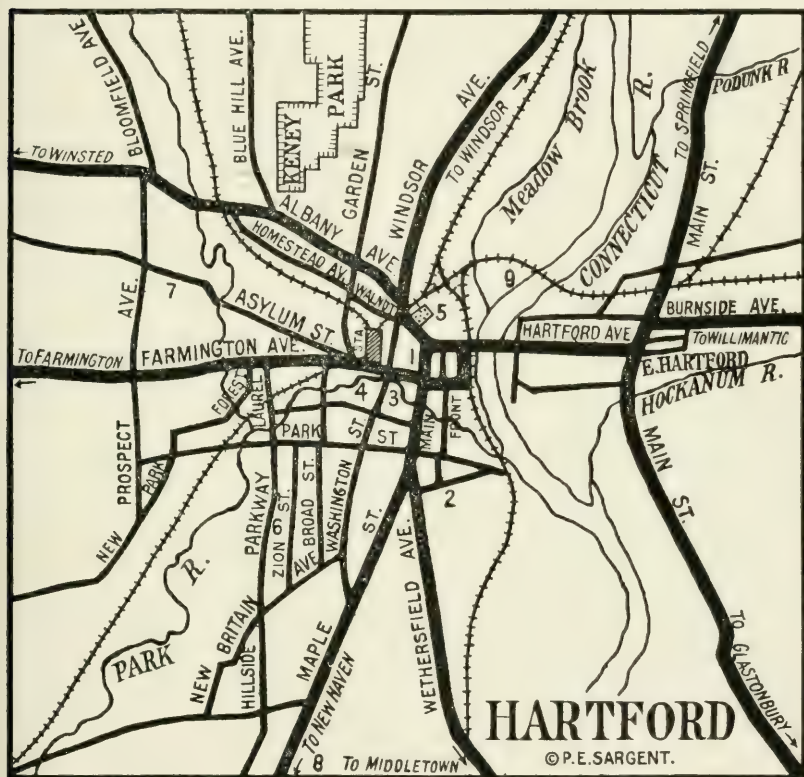 BLOOMFIELD AVE
BLUE HILL AVE.
KENEY
PARK
GARDEN
ST.
WINDSOR
AVE.
TO WINDSOR
Meadow Brook
R.
TO SPRINGFIELD
PODUNK R
TO WINSTED
ALBANY
AVE.
HOMESTEAD AV.
WALNUT
CONNECTICUT
MAIN ST.
AVE.
7
ASYLUM ST.
STA.
5
9
BURNSIDE AVE.
HARTFORD AVE
TO WILLIMANTIC
TO FARMINGTON
FARMINGTON AVE.
1
E. HARTFORD
HOCKANUM R.
FOREST
LAUREL
4
3
PROSPECT
PARK
ST
ST
MAIN
FRONT
NEW
PARK
PARKWAY
ZION
ST.
6
BROAD ST.
AVE
WASHINGTON
ST.
2
MAIN
ST.
PARK
R.
NEW
BRITAIN
HILLSIDE
MAPLE
WETHERSFIELD
AVE.
TO GLASTONBURY
TO NEW HAVEN
HARTFORD
© P.E. SARGENT.
8
TO MIDDLETOWN